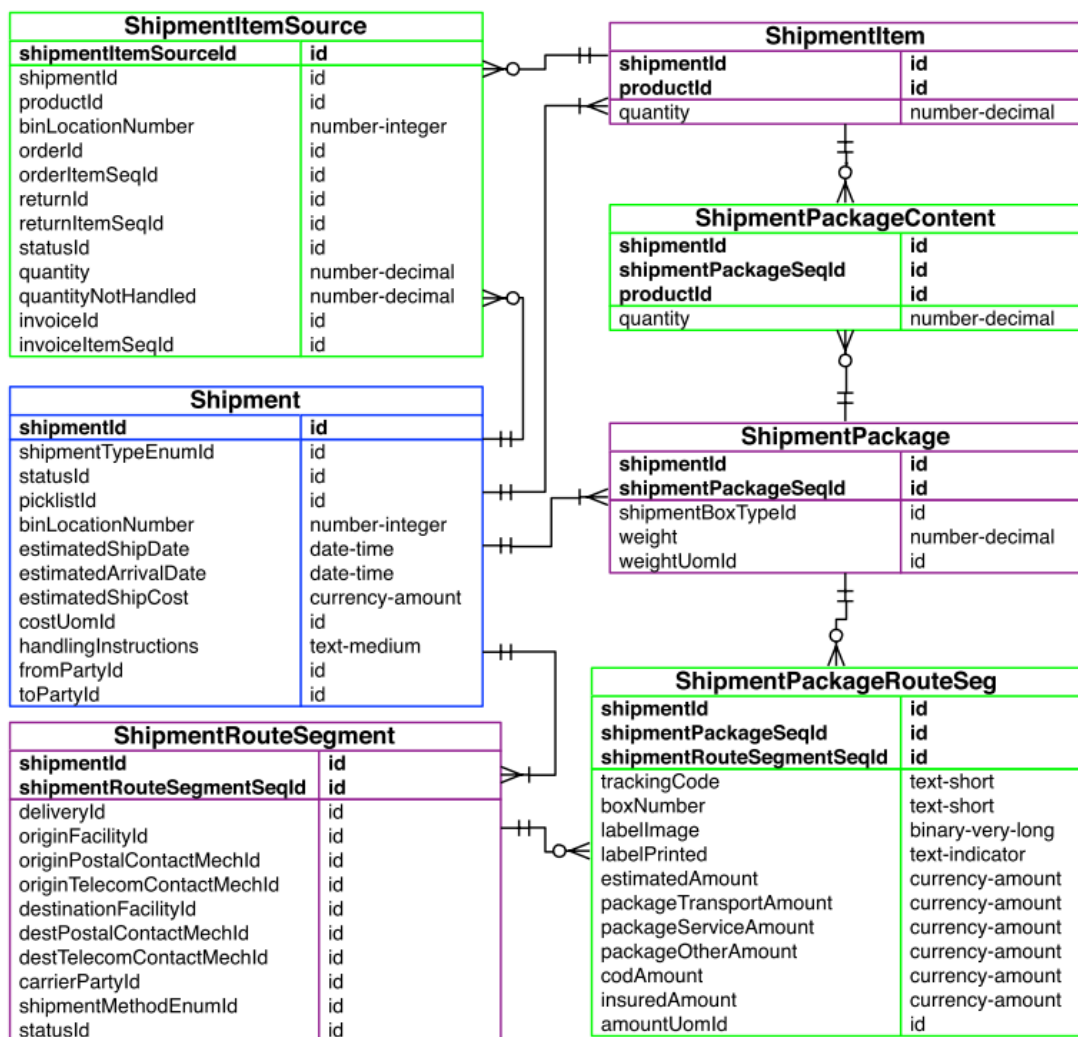 ShipmentItemSource
shipmentItemSourceId id
shipmentId id
productId id
binLocationNumber number-integer
orderId id
orderItemSeqId id
returnId id
returnItemSeqId id
statusId id
quantity number-decimal
quantityNotHandled number-decimal
invoiceId id
invoiceItemSeqId id
Shipment
shipmentId id
shipmentTypeEnumId id
statusId id
picklistId id
binLocationNumber number-integer
estimatedShipDate date-time
estimatedArrivalDate date-time
estimatedShipCost currency-amount
costUomId id
handlingInstructions text-medium
fromPartyId id
toPartyId id
ShipmentRouteSegment
shipmentId id
shipmentRouteSegmentSeqId id
deliveryId id
originFacilityId id
originPostalContactMechId id
originTelecomContactMechId id
destinationFacilityId id
destPostalContactMechId id
destTelecomContactMechId id
carrierPartyId id
shipmentMethodEnumId id
statusId id
ShipmentItem
shipmentId id
productId id
quantity number-decimal
ShipmentPackageContent
shipmentId id
shipmentPackageSeqId id
productId id
quantity number-decimal
ShipmentPackage
shipmentId id
shipmentPackageSeqId id
shipmentBoxTypeId id
weight number-decimal
weightUomId id
ShipmentPackageRouteSeg
shipmentId id
shipmentPackageSeqId id
shipmentRouteSegmentSeqId id
trackingCode text-short
boxNumber text-short
labelImage binary-very-long
labelPrinted text-indicator
estimatedAmount currency-amount
packageTransportAmount currency-amount
packageServiceAmount currency-amount
packageOtherAmount currency-amount
codAmount currency-amount
insuredAmount currency-amount
amountUomId id